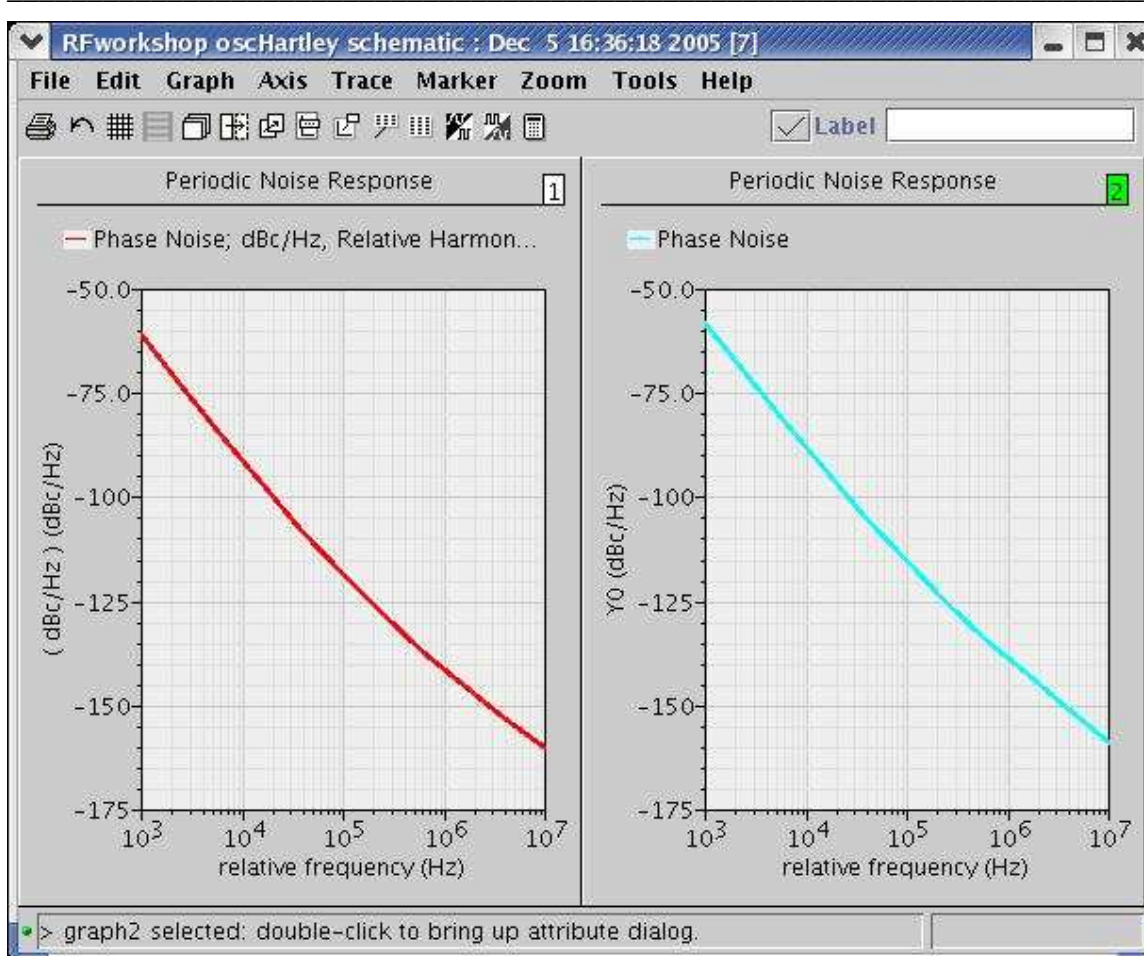 RFworkshop oscHartley schematic : Dec 5 16:36:18 2005 [7]
File Edit Graph Axis Trace Marker Zoom Tools Help
Label
Periodic Noise Response
1
Phase Noise; dBc/Hz, Relative Harmon...
-50.0
-75.0
-100
-125
-150
-175
( dBc/Hz ) (dBc/Hz)
10^3 10^4 10^5 10^6 10^7
relative frequency (Hz)
Periodic Noise Response
2
Phase Noise
-50.0
-75.0
-100
-125
-150
-175
Y0 (dBc/Hz)
10^3 10^4 10^5 10^6 10^7
relative frequency (Hz)
> graph2 selected: double-click to bring up attribute dialog.